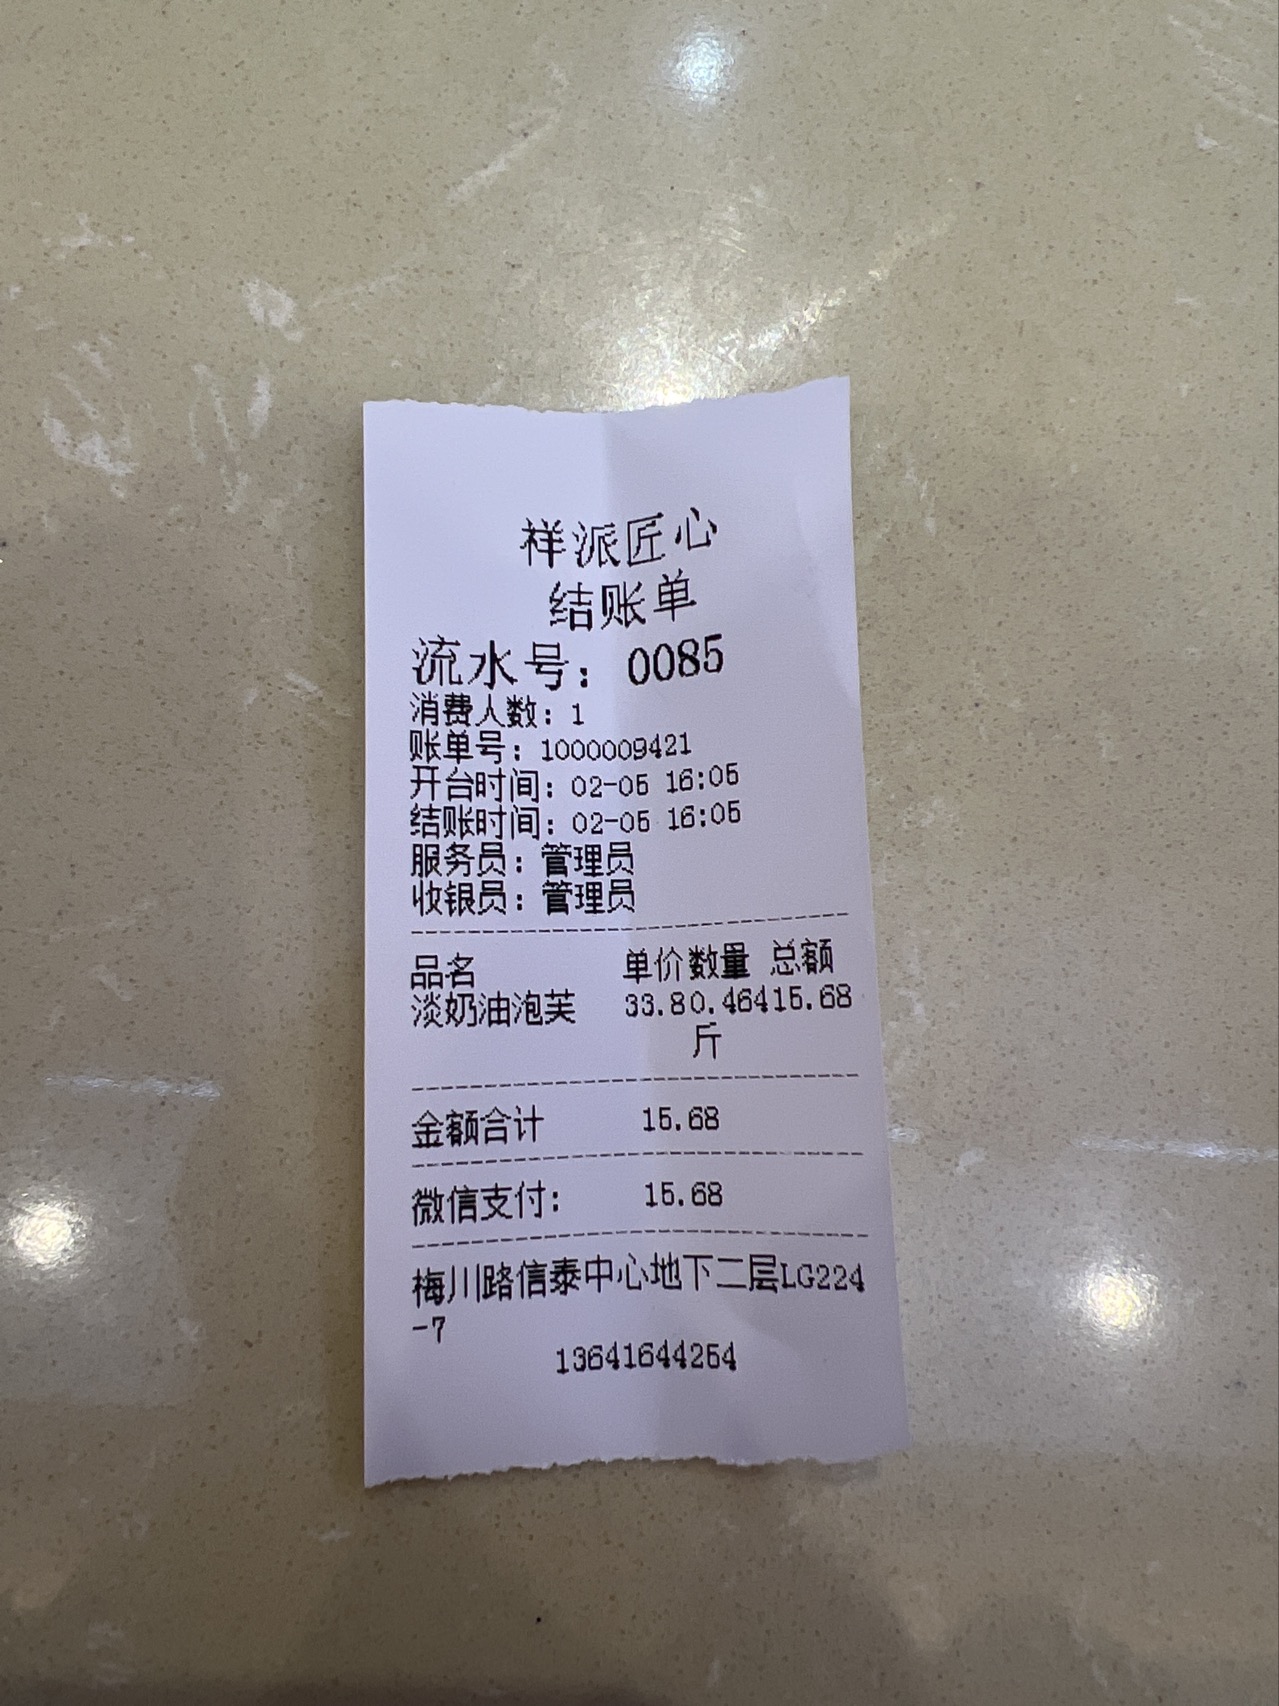 祥派匠心
结账单
流水号：0085
消费人数：1
账单号：1000009421
开台时间：02-05 16:05
结账时间：02-05 16:05
服务员：管理员
收银员：管理员
品名 单价数量 总额
淡奶油泡芙 33.80.46415.68
斤
金额合计 15.68
微信支付： 15.68
梅川路信泰中心地下二层LG224
-7
13641644254